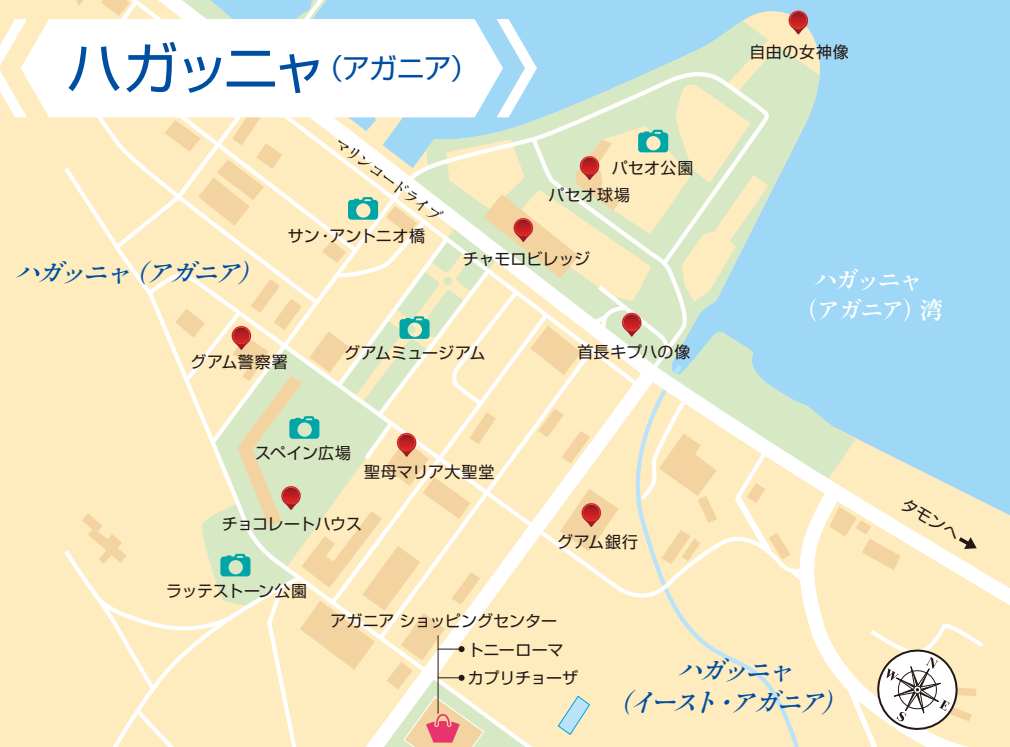 ハガッニャ（アガニア）
自由の女神像
マリンコードライブ
パセオ公園
パセオ球場
サン・アントニオ橋
チャモロビレッジ
ハガッニャ（アガニア）
ハガッニャ
（アガニア）湾
グアム警察署
グアムミュージアム
首長キプハの像
スペイン広場
聖母マリア大聖堂
チョコレートハウス
グアム銀行
タモンへ
ラッテストーン公園
アガニア ショッピングセンター
トニーローマ
カプリチョーザ
ハガッニャ
（イースト・アガニア）
N
W
E
S